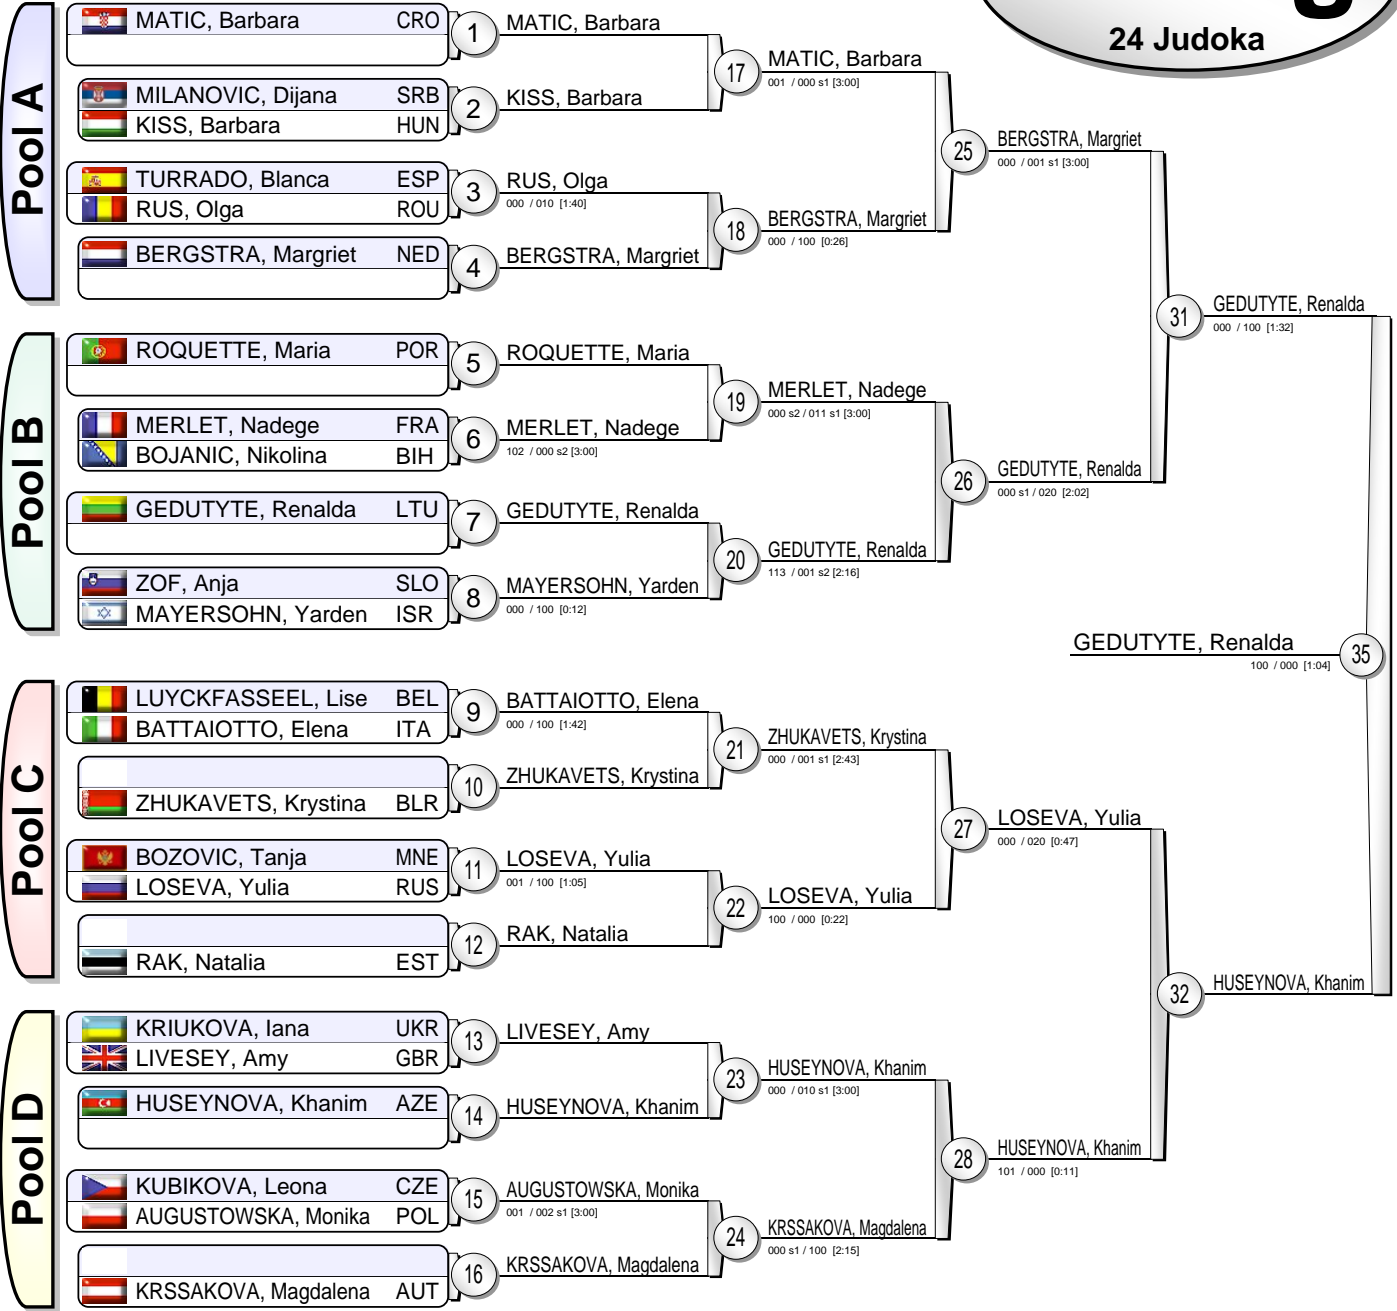 24 Judoka
Pool A
MATIC, Barbara CRO
MILANOVIC, Dijana SRB
KISS, Barbara HUN
TURRADO, Blanca ESP
RUS, Olga ROU
BERGSTRA, Margriet NED
Pool B
ROQUETTE, Maria POR
MERLET, Nadege FRA
BOJANIC, Nikolina BIH
GEDUTYTE, Renalda LTU
ZOF, Anja SLO
MAYERSOHN, Yarden ISR
Pool C
LUYCKFASSEEL, Lise BEL
BATTAIOTTO, Elena ITA
ZHUKAVETS, Krystina BLR
BOZOVIC, Tanja MNE
LOSEVA, Yulia RUS
RAK, Natalia EST
Pool D
KRIUKOVA, Iana UKR
LIVESEY, Amy GBR
HUSEYNOVA, Khanim AZE
KUBIKOVA, Leona CZE
AUGUSTOWSKA, Monika POL
KRSSAKOVA, Magdalena AUT
1 MATIC, Barbara
2 KISS, Barbara
3 RUS, Olga
000 / 010 [1:40]
4 BERGSTRA, Margriet
5 ROQUETTE, Maria
6 MERLET, Nadege
102 / 000 s2 [3:00]
7 GEDUTYTE, Renalda
8 MAYERSOHN, Yarden
000 / 100 [0:12]
9 BATTAIOTTO, Elena
000 / 100 [1:42]
10 ZHUKAVETS, Krystina
11 LOSEVA, Yulia
001 / 100 [1:05]
12 RAK, Natalia
13 LIVESEY, Amy
14 HUSEYNOVA, Khanim
15 AUGUSTOWSKA, Monika
001 / 002 s1 [3:00]
16 KRSSAKOVA, Magdalena
17 MATIC, Barbara
001 / 000 s1 [3:00]
18 BERGSTRA, Margriet
000 / 100 [0:26]
19 MERLET, Nadege
000 s2 / 011 s1 [3:00]
20 GEDUTYTE, Renalda
113 / 001 s2 [2:16]
21 ZHUKAVETS, Krystina
000 / 001 s1 [2:43]
22 LOSEVA, Yulia
100 / 000 [0:22]
23 HUSEYNOVA, Khanim
000 / 010 s1 [3:00]
24 KRSSAKOVA, Magdalena
000 s1 / 100 [2:15]
25 BERGSTRA, Margriet
000 / 001 s1 [3:00]
26 GEDUTYTE, Renalda
000 s1 / 020 [2:02]
27 LOSEVA, Yulia
000 / 020 [0:47]
28 HUSEYNOVA, Khanim
101 / 000 [0:11]
31 GEDUTYTE, Renalda
000 / 100 [1:32]
32 HUSEYNOVA, Khanim
GEDUTYTE, Renalda 35
100 / 000 [1:04]